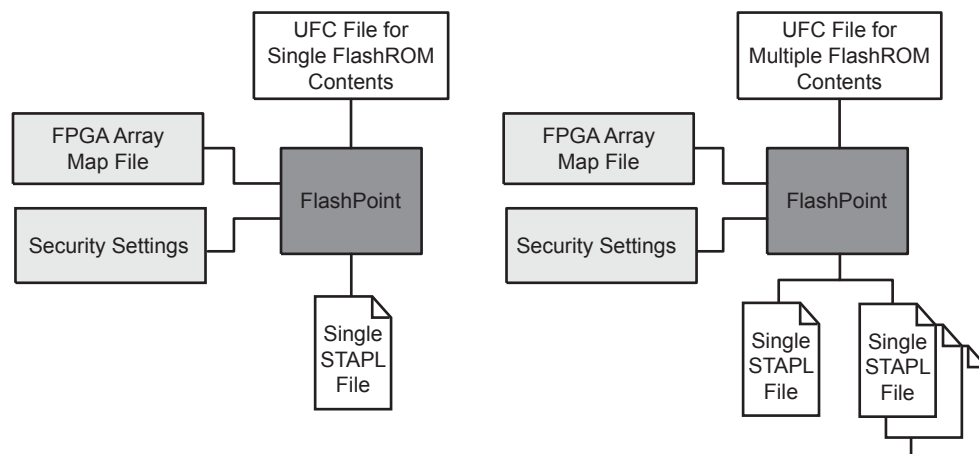 UFC File for
Single FlashROM
Contents
FPGA Array
Map File
FlashPoint
Security Settings
Single
STAPL
File
UFC File for
Multiple FlashROM
Contents
FPGA Array
Map File
FlashPoint
Security Settings
Single
STAPL
File
Single
STAPL
File